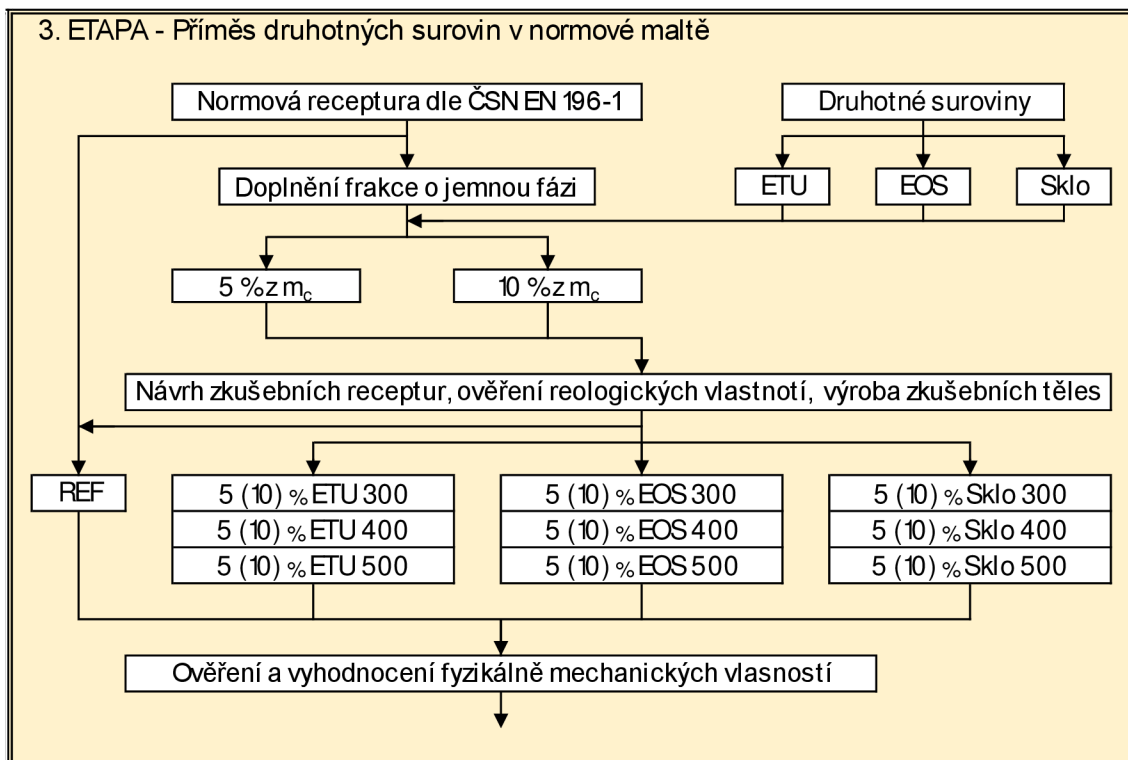 3. ETAPA - Příměs druhotných surovin v normové maltě
Normová receptura dle ČSN EN 196-1
Druhotné suroviny
Doplnění frakce o jemnou fázi
ETU
EOS
Sklo
5 % z mc
10 % z mc
Návrh zkušebních receptur, ověření reologických vlastnotí, výroba zkušebních těles
REF
5 (10) % ETU 300
5 (10) % EOS 300
5 (10) % Sklo 300
5 (10) % ETU 400
5 (10) % EOS 400
5 (10) % Sklo 400
5 (10) % ETU 500
5 (10) % EOS 500
5 (10) % Sklo 500
Ověření a vyhodnocení fyzikálně mechanických vlasností